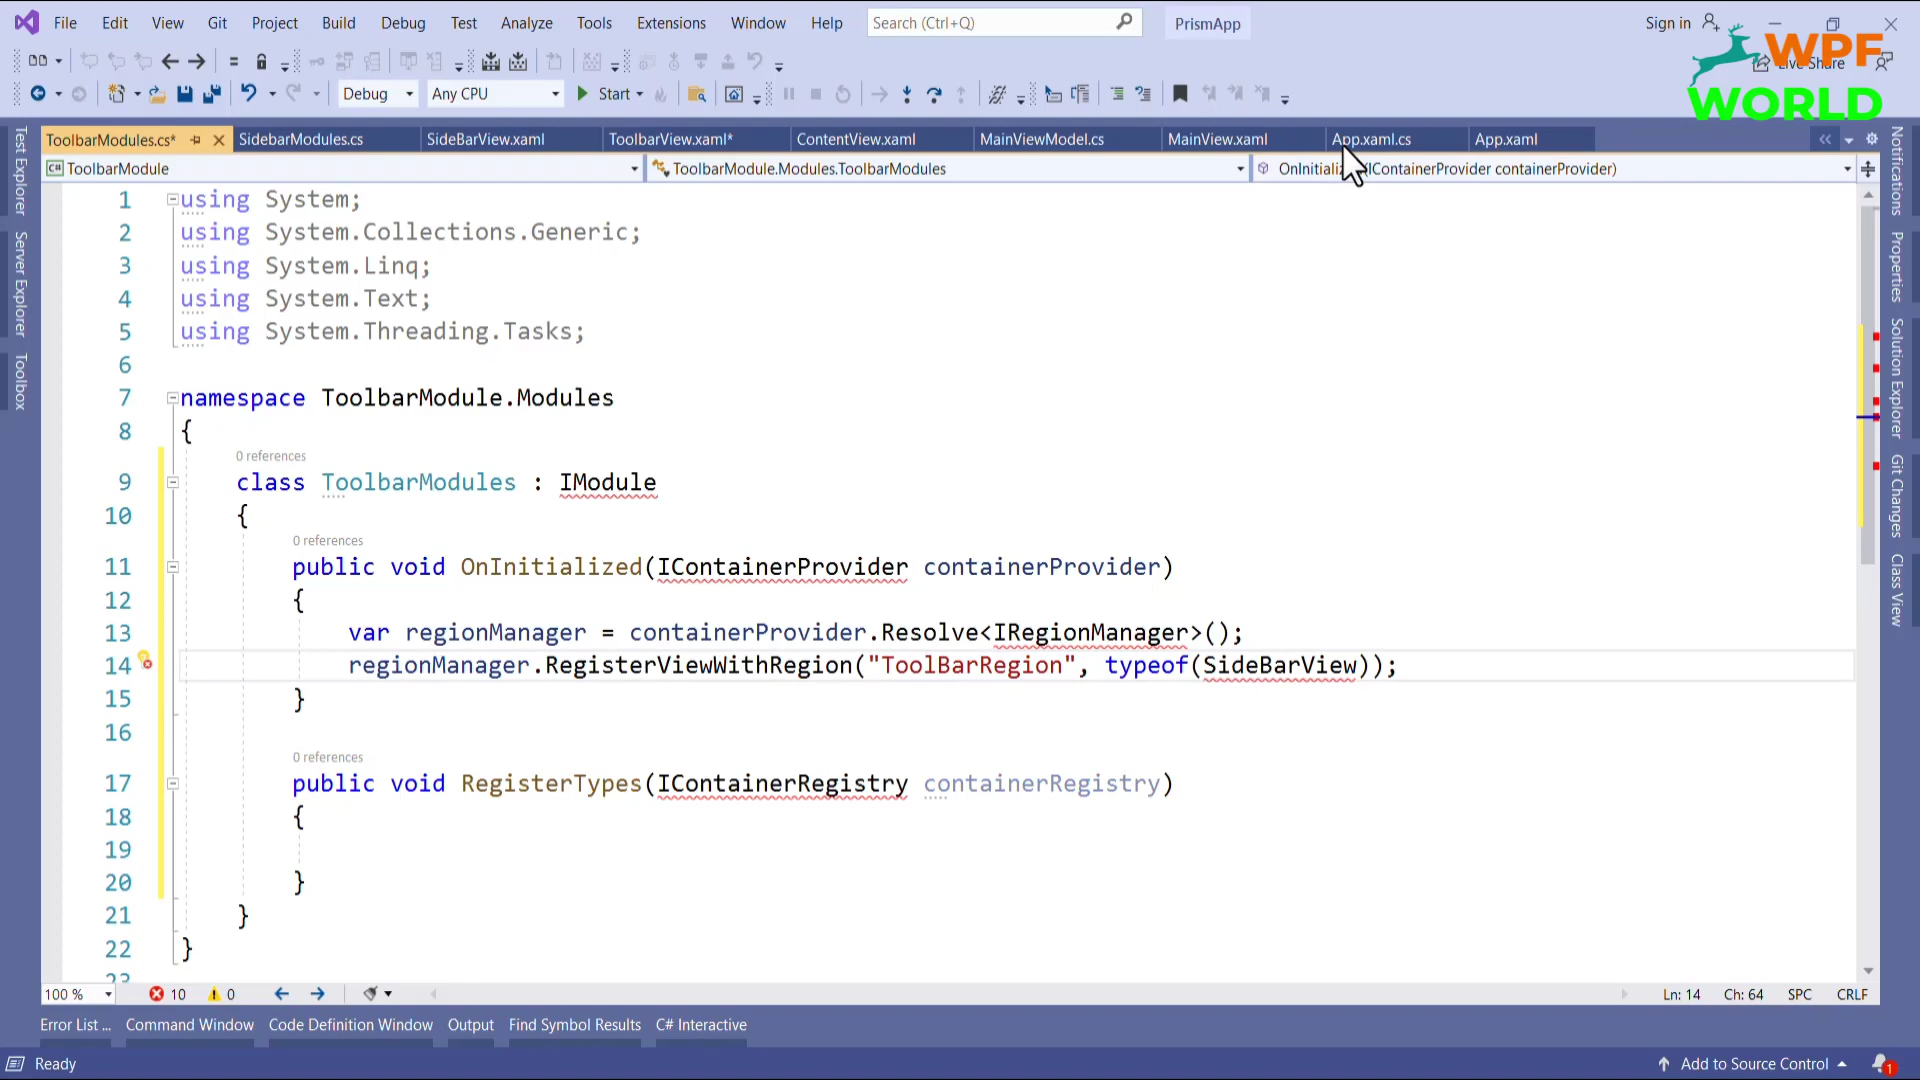 File Edit View Git Project Build Debug Test Analyze Tools Extensions Window Help Search (Ctrl+Q) PrismApp Sign in
Live Share
WPF
WORLD
Debug Any CPU Start
ToolbarModules.cs* SidebarModules.cs SideBarView.xaml ToolbarView.xaml* ContentView.xaml MainViewModel.cs MainView.xaml App.xaml.cs App.xaml
C# ToolbarModule ToolbarModule.Modules.ToolbarModules OnInitialized(IContainerProvider containerProvider)
Test Explorer
Server Explorer
Toolbox
1 using System;
2 using System.Collections.Generic;
3 using System.Linq;
4 using System.Text;
5 using System.Threading.Tasks;
6
7 namespace ToolbarModule.Modules
8 {
0 references
9 class ToolbarModules : IModule
10 {
0 references
11 public void OnInitialized(IContainerProvider containerProvider)
12 {
13 var regionManager = containerProvider.Resolve<IRegionManager>();
14 regionManager.RegisterViewWithRegion("ToolBarRegion", typeof(SideBarView));
15 }
16
0 references
17 public void RegisterTypes(IContainerRegistry containerRegistry)
18 {
19
20 }
21 }
22 }
23
Notifications
Properties
Solution Explorer
Git Changes
Class View
100 % 10 0 Ln: 14 Ch: 64 SPC CRLF
Error List ... Command Window Code Definition Window Output Find Symbol Results C# Interactive
Ready Add to Source Control 1